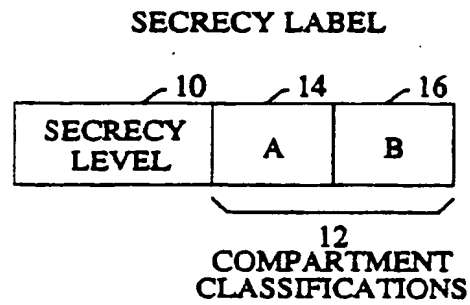 SECRECY LABEL
10 14 16
SECRECY LEVEL
A B
12
COMPARTMENT
CLASSIFICATIONS